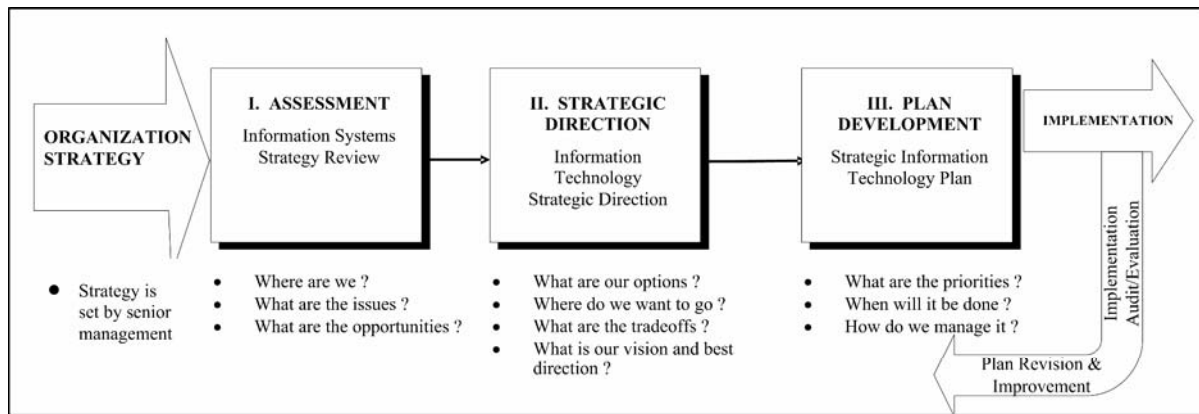 ORGANIZATION
STRATEGY
● Strategy is
set by senior
management
I. ASSESSMENT
Information Systems
Strategy Review
• Where are we ?
• What are the issues ?
• What are the opportunities ?
II. STRATEGIC
DIRECTION
Information
Technology
Strategic Direction
• What are our options ?
• Where do we want to go ?
• What are the tradeoffs ?
• What is our vision and best
direction ?
III. PLAN
DEVELOPMENT
Strategic Information
Technology Plan
• What are the priorities ?
• When will it be done ?
• How do we manage it ?
IMPLEMENTATION
Implementation
Audit/Evaluation
Plan Revision &
Improvement